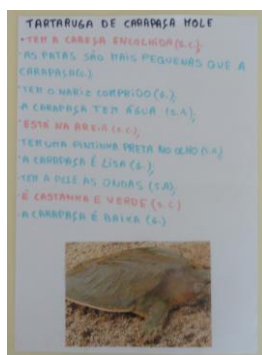 TARTARUGA DE CARAPAÇA MOLE
• TEM A CABEÇA ENCOLHIDA (S.C.);
• AS PATAS SÃO MAIS PEQUENAS QUE A
CARAPAÇA
• TEM O NARIZ COMPRIDO (G.);
• A CARAPAÇA TEM ÁGUA
• ESTÁ NA AREIA (S.C.);
TEM UMA PINTINHA PRETA NO OLHO
• A CARAPAÇA É LISA (G.);
• TEM A PELE ÀS ONDAS
• É CASTANHA E VERDE (S.C.)
• A CARAPAÇA É BAIXA (G.)